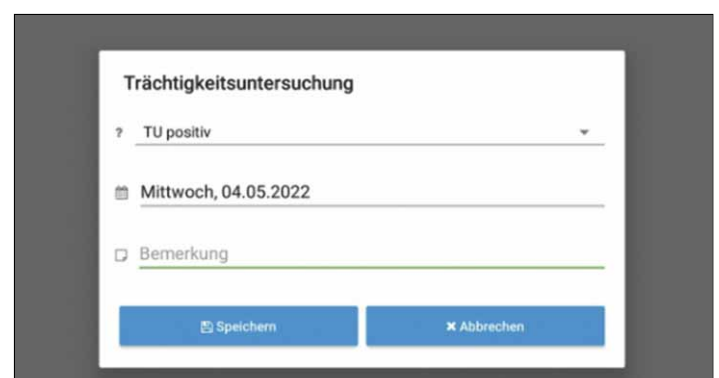 Trächtigkeitsuntersuchung
? TU positiv
Mittwoch, 04.05.2022
Bemerkung
Speichern
Abbrechen